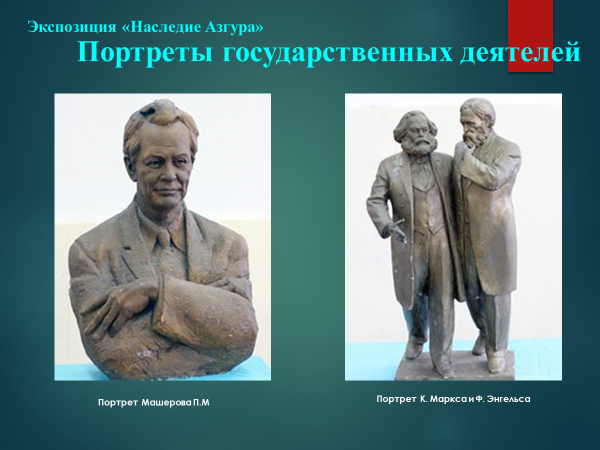 Экспозиция «Наследие Азгура»
Портреты государственных деятелей
Портрет Машерова П.М
Портрет К. Маркса и Ф. Энгельса